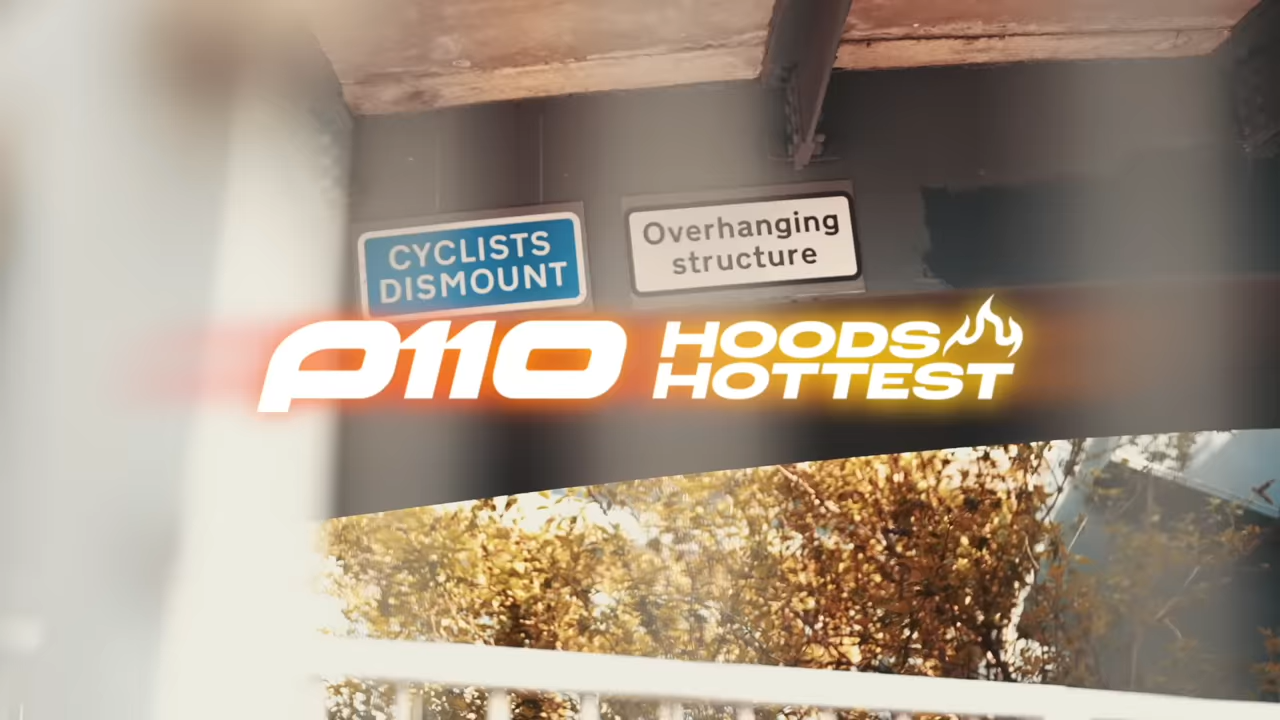 CYCLISTS
DISMOUNT
Overhanging
structure
P110
HOODS
HOTTEST